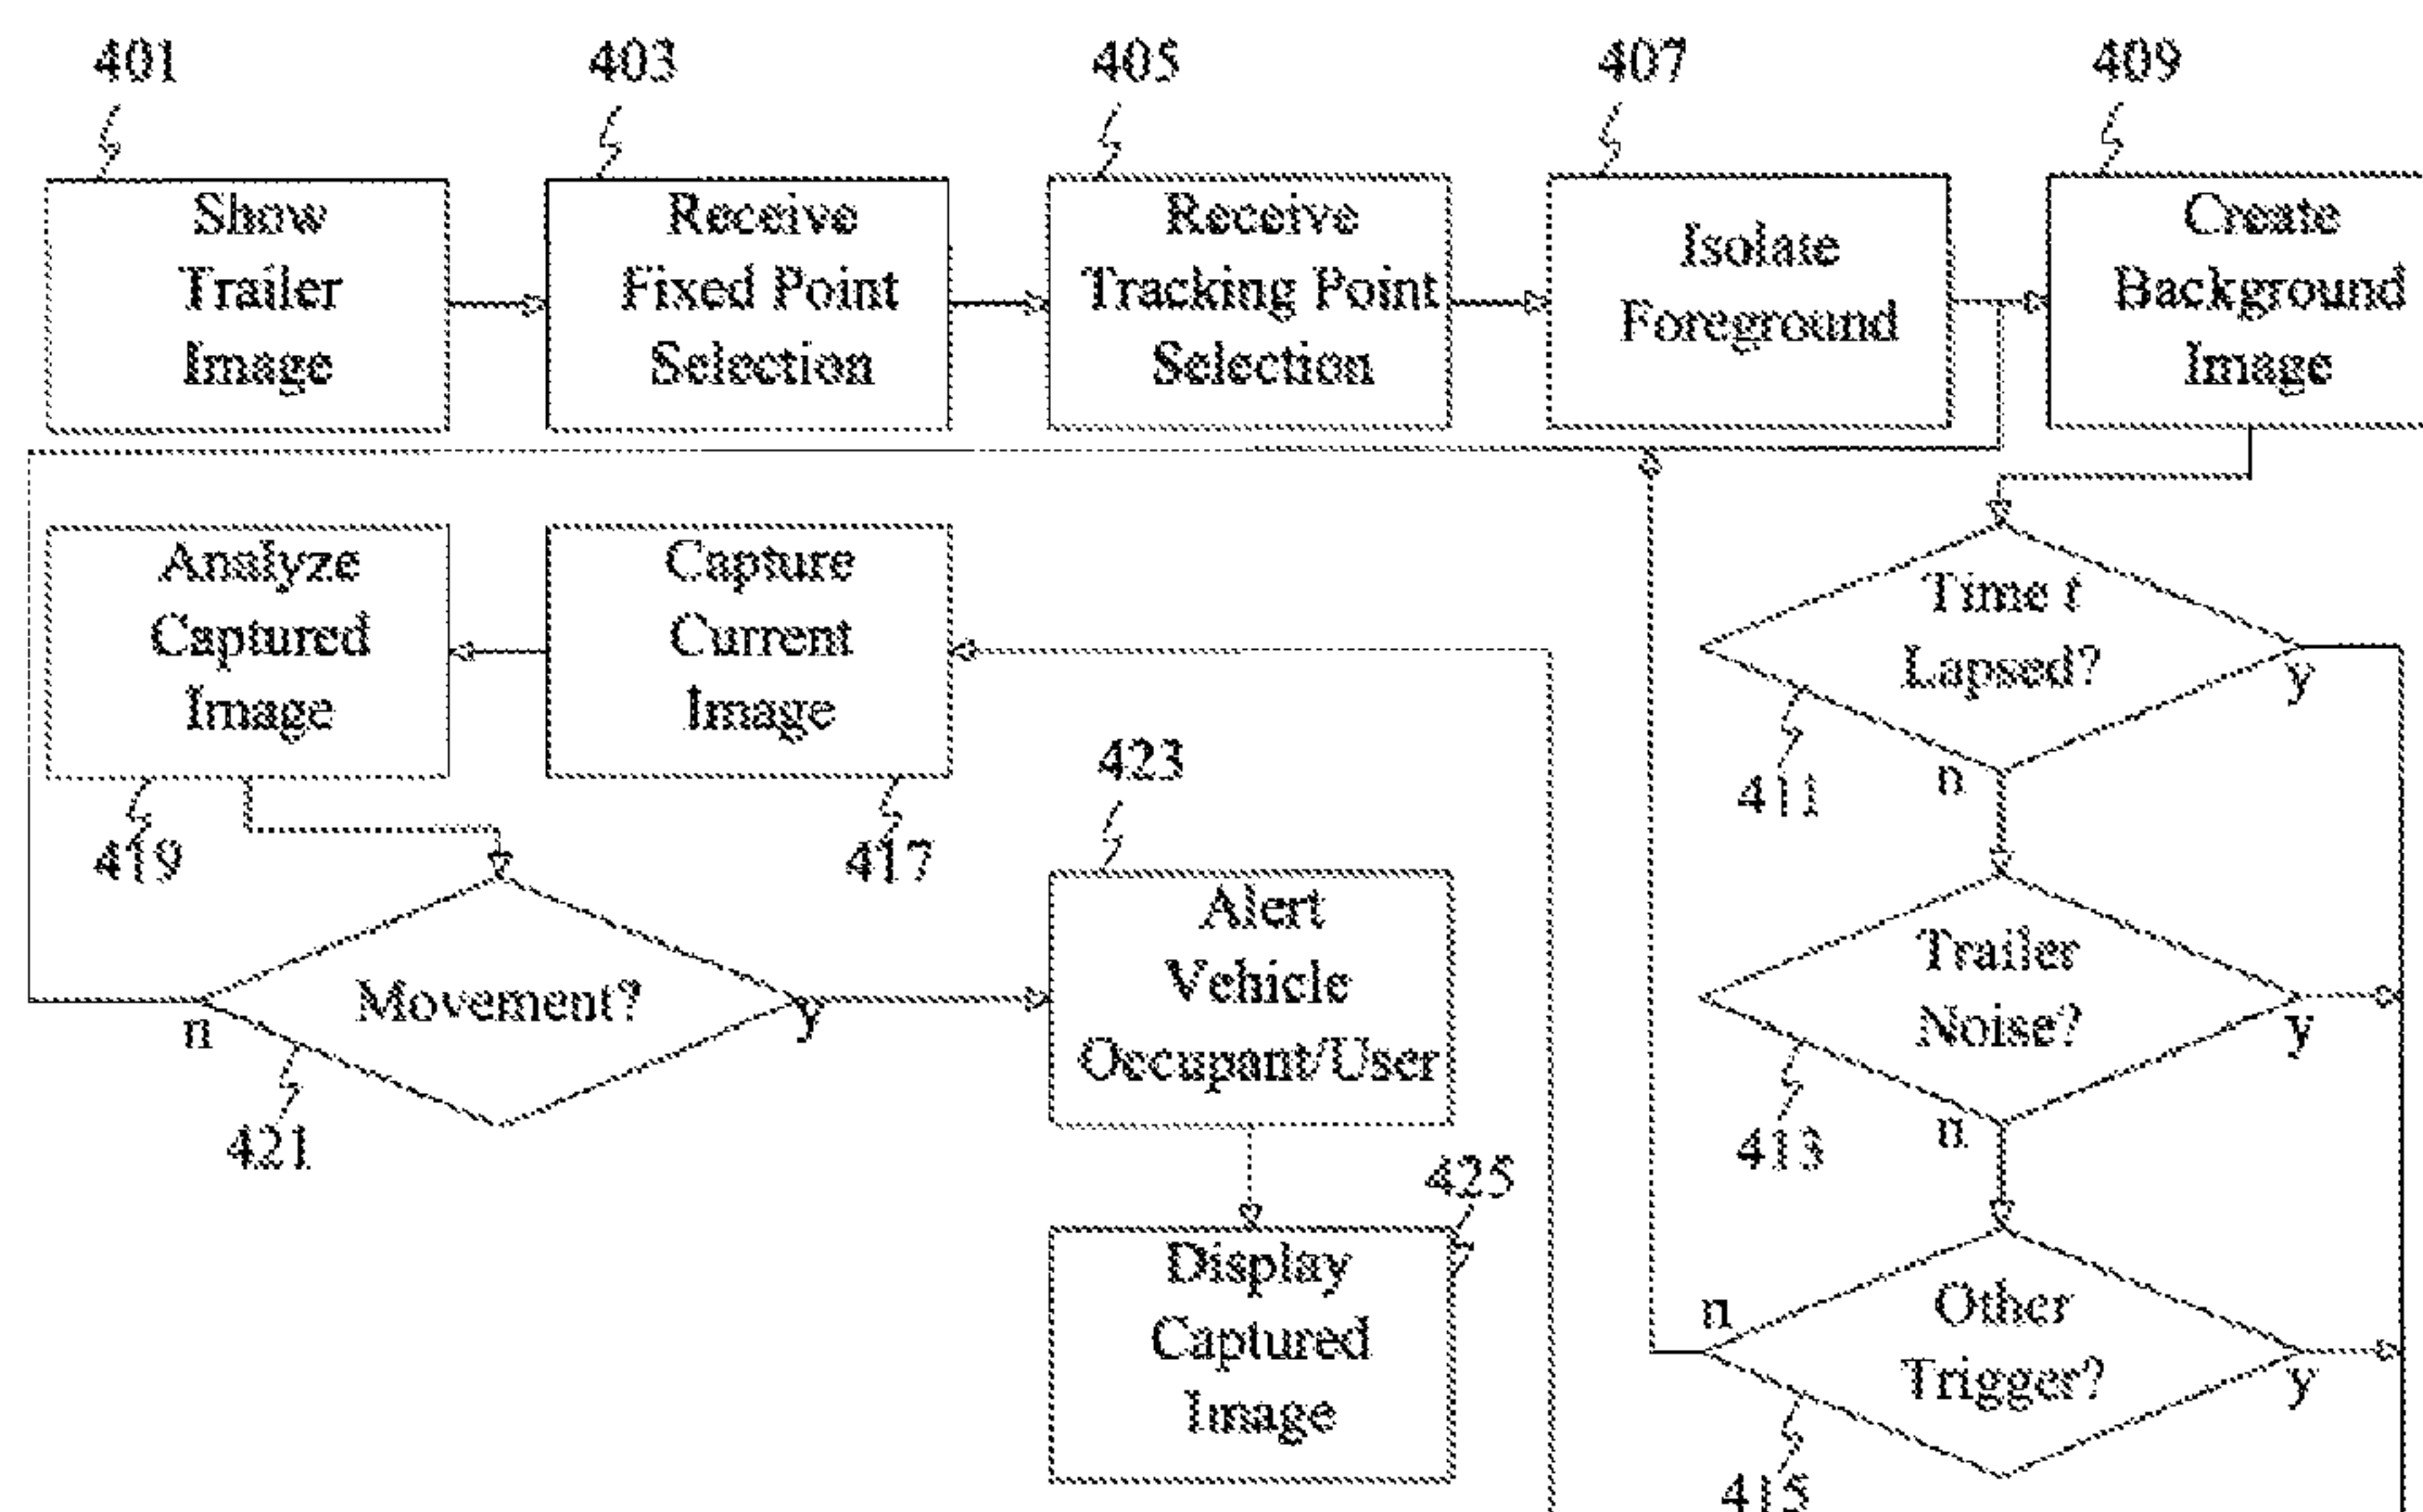 401
403
405
407
409
Show
Trailer
Image
Receive
Fixed Point
Selection
Receive
Tracking Point
Selection
Isolate
Foreground
Create
Background
Image
Analyze
Captured
Image
Capture
Current
Image
Time t
Lapsed?
y
n
411
419
417
423
Movement?
n
y
421
Alert
Vehicle
Occupant/User
Trailer
Noise?
y
n
413
425
Display
Captured
Image
n
Other
Trigger?
y
415